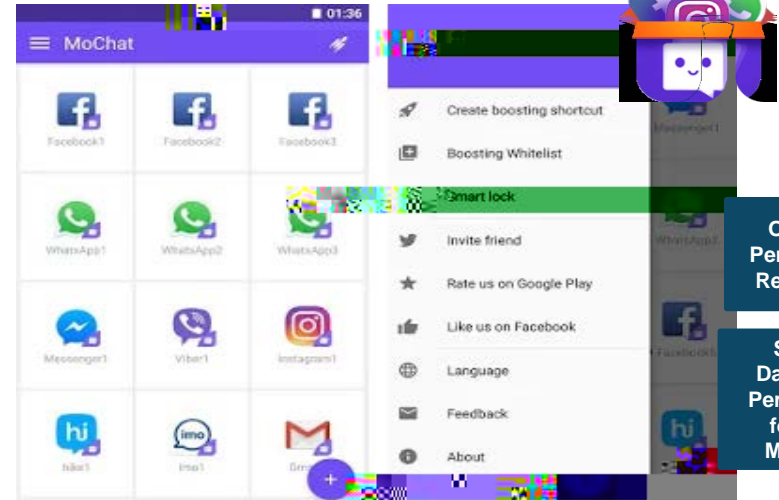 01:36
MoChat
Facebook1 Facebook2 Facebook3
WhatsApp1 WhatsApp2 WhatsApp3
Messenger1 Viber1 Instagram1
hi imo
hike1 imo1
Create boosting shortcut
Boosting Whitelist
Smart lock
Invite friend
Rate us on Google Play
Like us on Facebook
Language
Feedback
About
Messenger1
WhatsApp2
hi